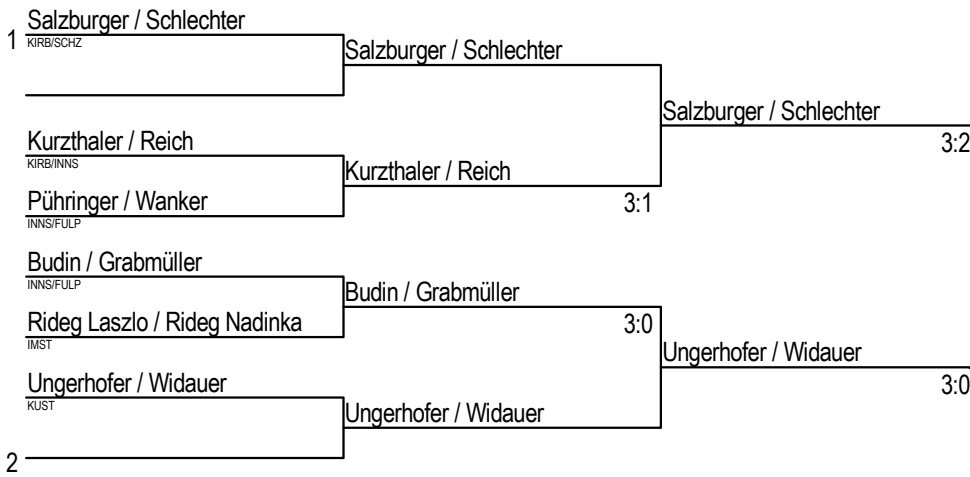 1 Salzburger / Schlechter
KIRB/SCHZ
Salzburger / Schlechter
Salzburger / Schlechter
3:2
Kurzthaler / Reich
KIRB/INNS
Kurzthaler / Reich
3:1
Pühringer / Wanker
INNS/FULP
Budin / Grabmüller
INNS/FULP
Budin / Grabmüller
3:0
Rideg Laszlo / Rideg Nadinka
IMST
Ungerhofer / Widauer
3:0
Ungerhofer / Widauer
KUST
Ungerhofer / Widauer
2